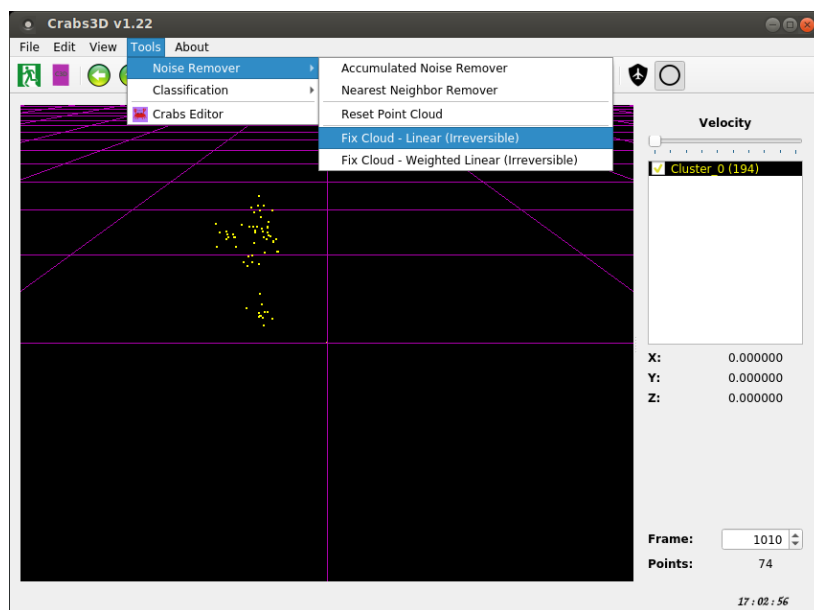 Crabs3D v1.22
File Edit View Tools About
Noise Remover
Classification
Crabs Editor
Accumulated Noise Remover
Nearest Neighbor Remover
Reset Point Cloud
Fix Cloud - Linear (Irreversible)
Fix Cloud - Weighted Linear (Irreversible)
Velocity
Cluster_0 (194)
X: 0.000000
Y: 0.000000
Z: 0.000000
Frame: 1010
Points: 74
17 : 02 : 56